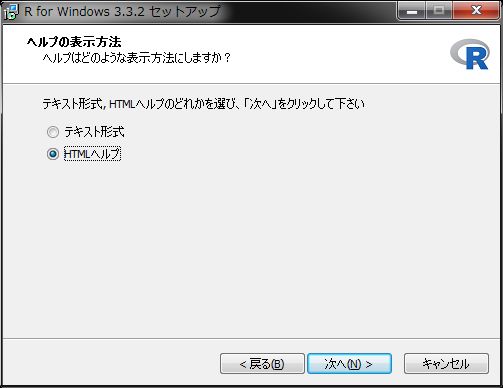 R for Windows 3.3.2 セットアップ
ヘルプの表示方法
ヘルプはどのような表示方法にしますか？
R
テキスト形式, HTMLヘルプのどれかを選び、「次へ」をクリックして下さい
テキスト形式
HTMLヘルプ
< 戻る(B)
次へ(N) >
キャンセル